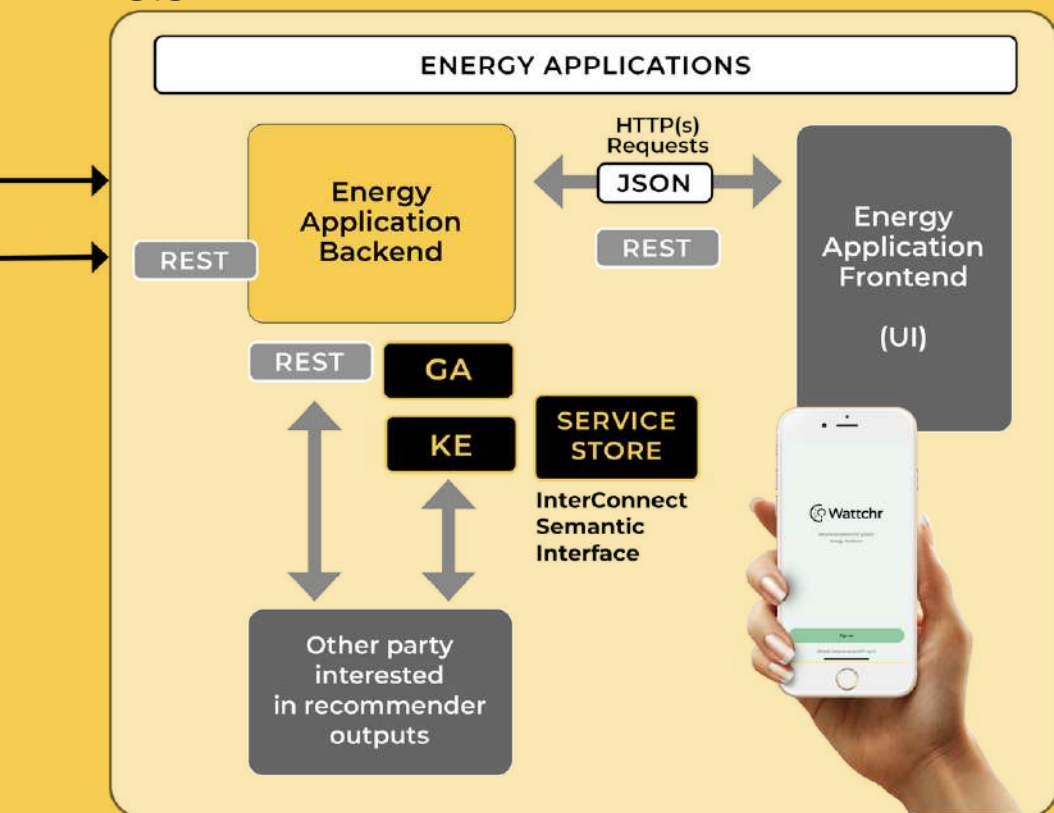 ENERGY APPLICATIONS
HTTP(s)
Requests
JSON
REST
Energy
Application
Backend
REST
Energy
Application
Frontend
(UI)
REST
GA
KE
SERVICE
STORE
InterConnect
Semantic
Interface
Other party
interested
in recommender
outputs
Wattchr